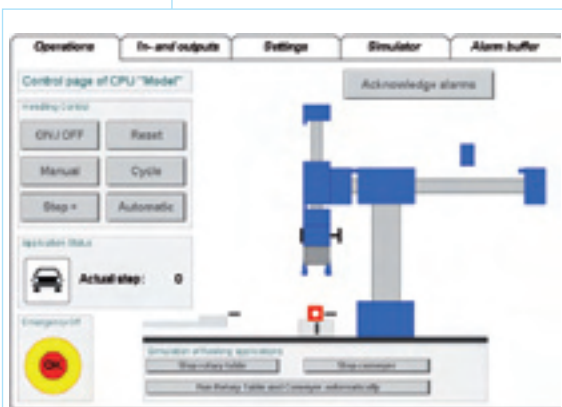 Operations In- and outputs Settings Simulator Alarm buffer
Control page of CPU "Model"
Acknowledge alarms
Handling Control
ON / OFF Reset
Manual Cycle
Step + Automatic
Application Status
Actual step: 0
Emergency Off
OK
Simulation of handling applications
Stop rotary table Stop conveyor
Run Rotary Table and Conveyor automatically